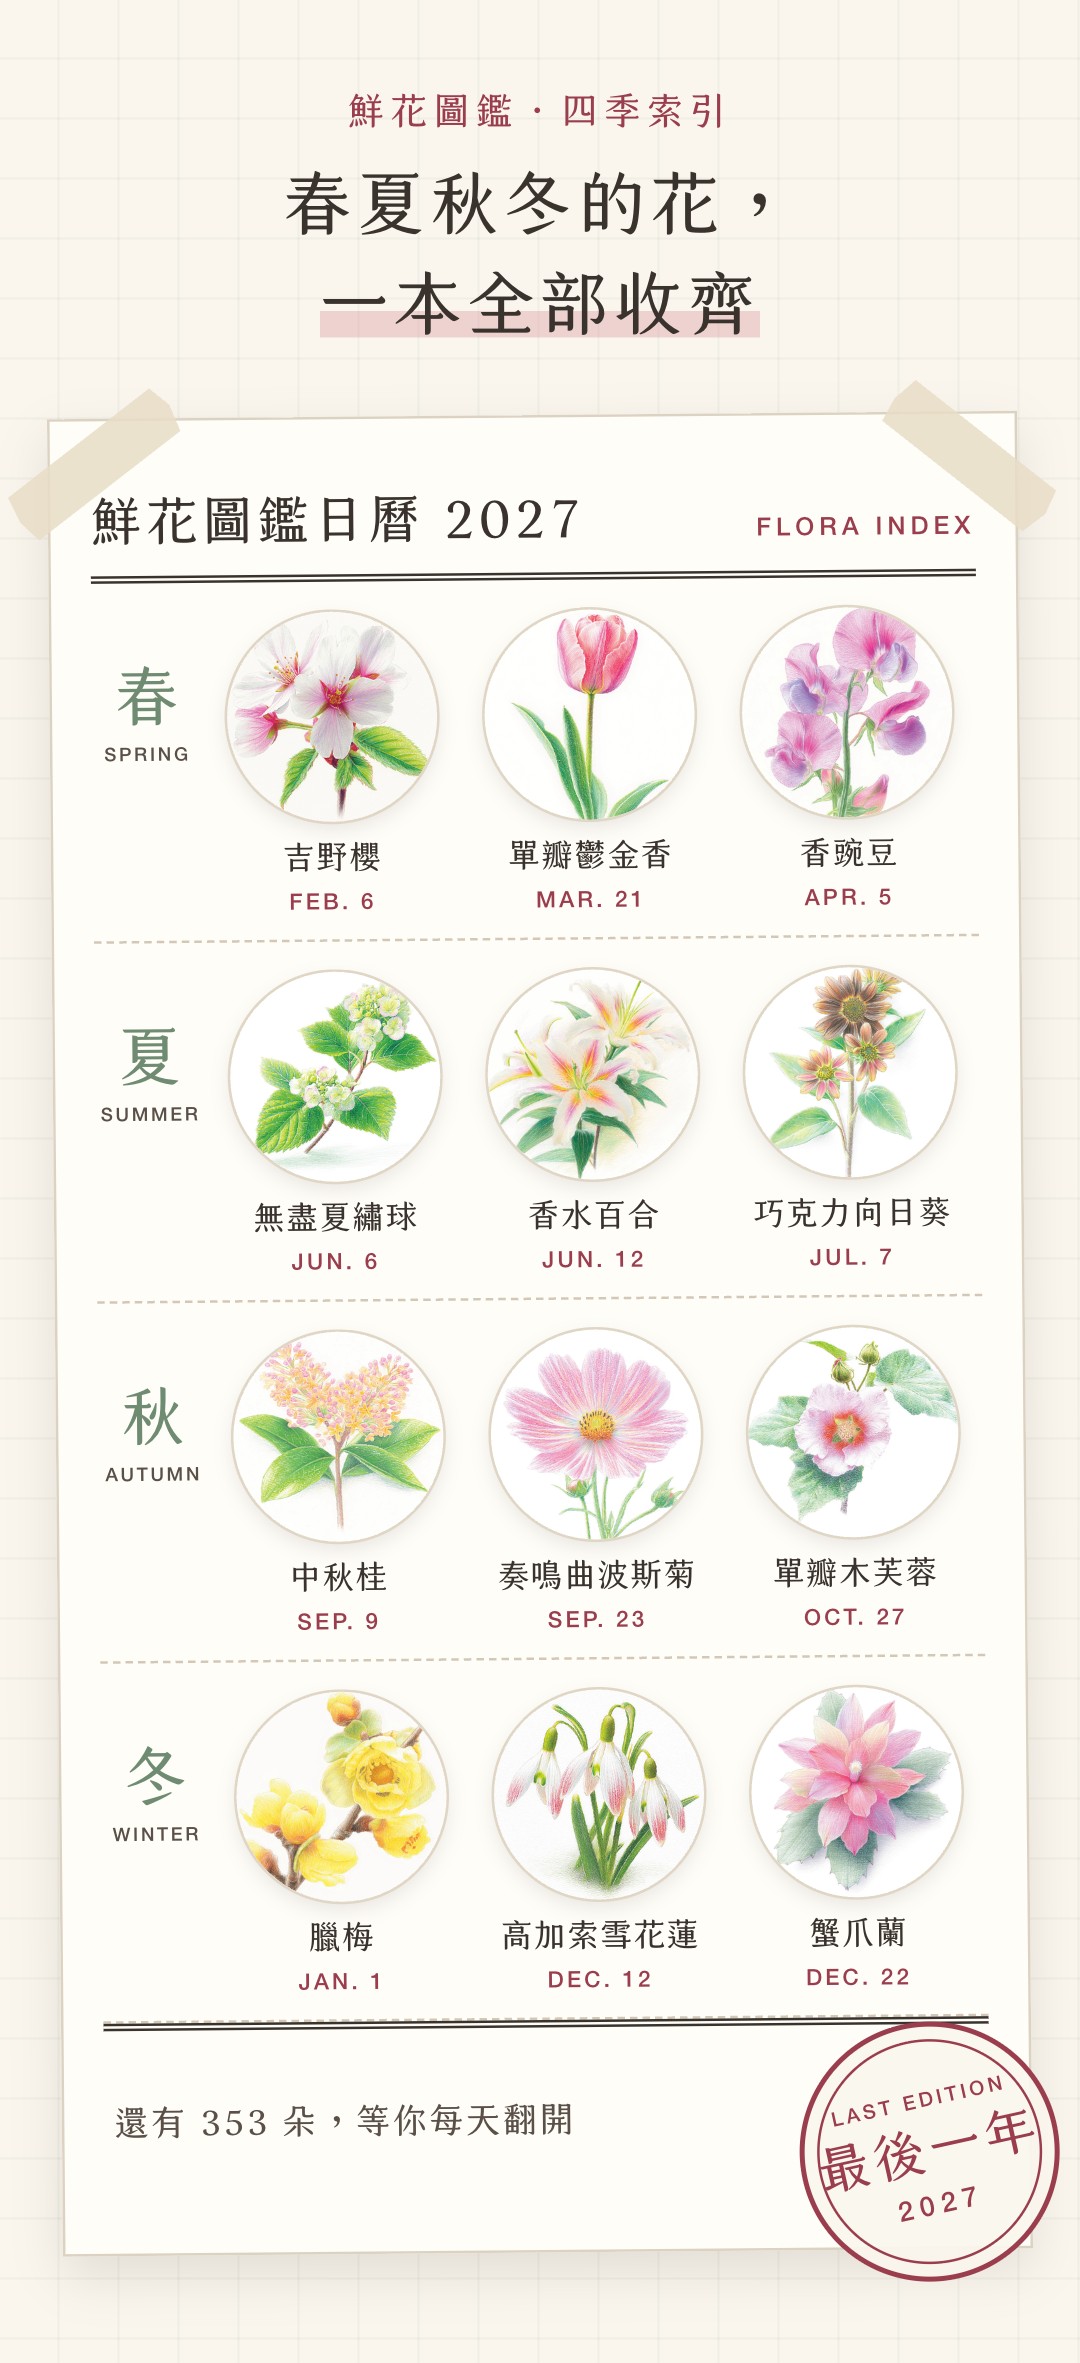 鮮花圖鑑·四季索引
春夏秋冬的花，
一本全部收齊
鮮花圖鑑日曆 2027
FLORA INDEX
春
SPRING
吉野櫻
FEB. 6
單瓣鬱金香
MAR. 21
香豌豆
APR. 5
夏
SUMMER
無盡夏繡球
JUN. 6
香水百合
JUN. 12
巧克力向日葵
JUL. 7
秋
AUTUMN
中秋桂
SEP. 9
奏鳴曲波斯菊
SEP. 23
單瓣木芙蓉
OCT. 27
冬
WINTER
臘梅
JAN. 1
高加索雪花蓮
DEC. 12
蟹爪蘭
DEC. 22
還有 353 朵，等你每天翻開
LAST EDITION
最後一年
2027